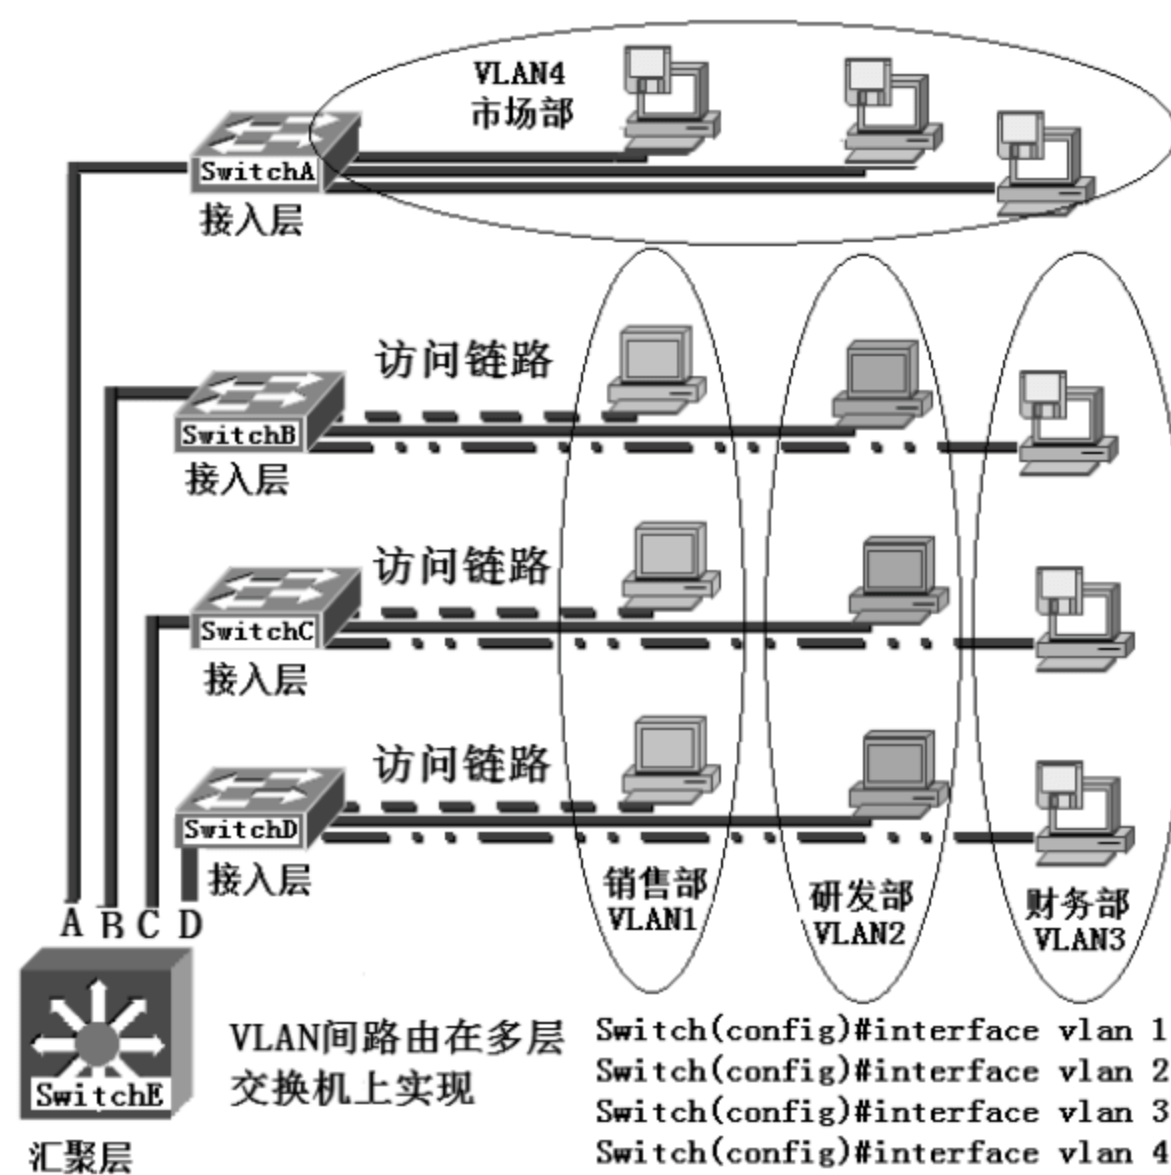 VLAN4
市场部
SwitchA
接入层
访问链路
SwitchB
接入层
访问链路
SwitchC
接入层
访问链路
SwitchD
接入层
销售部
VLAN1
研发部
VLAN2
财务部
VLAN3
A B C D
SwitchE
汇聚层
VLAN间路由在多层
交换机上实现
Switch(config)#interface vlan 1
Switch(config)#interface vlan 2
Switch(config)#interface vlan 3
Switch(config)#interface vlan 4